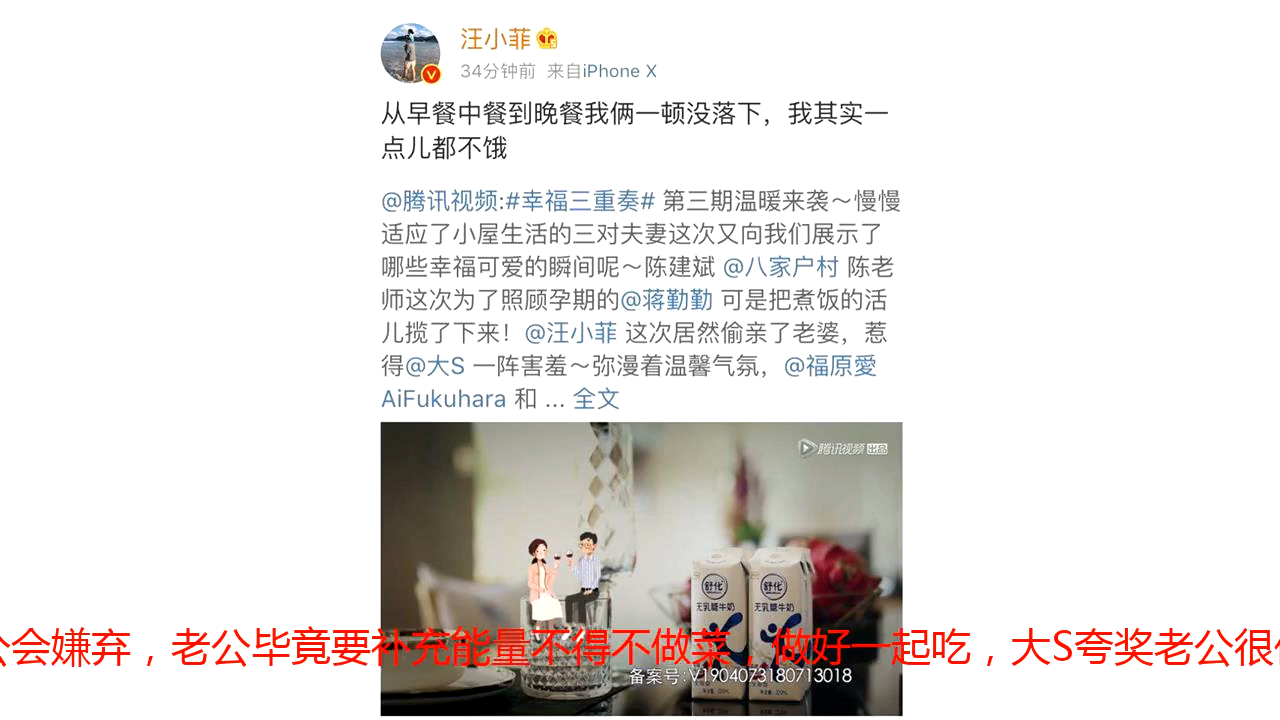 汪小菲
34分钟前 来自iPhone X
从早餐中餐到晚餐我俩一顿没落下，我其实一
点儿都不饿
@腾讯视频:#幸福三重奏# 第三期温暖来袭～慢慢
适应了小屋生活的三对夫妻这次又向我们展示了
哪些幸福可爱的瞬间呢～陈建斌 @八家户村 陈老
师这次为了照顾孕期的@蒋勤勤 可是把煮饭的活
儿揽了下来！@汪小菲 这次居然偷亲了老婆，惹
得@大S 一阵害羞～弥漫着温馨气氛，@福原愛
AiFukuhara 和 ... 全文
腾讯视频 出品
舒化 舒化
无乳糖牛奶 无乳糖牛奶
会嫌弃，老公毕竟要补充能量不得不做菜，做好一起吃，大S夸奖老公很
备案号:V1904073180713018
220mL 220mL